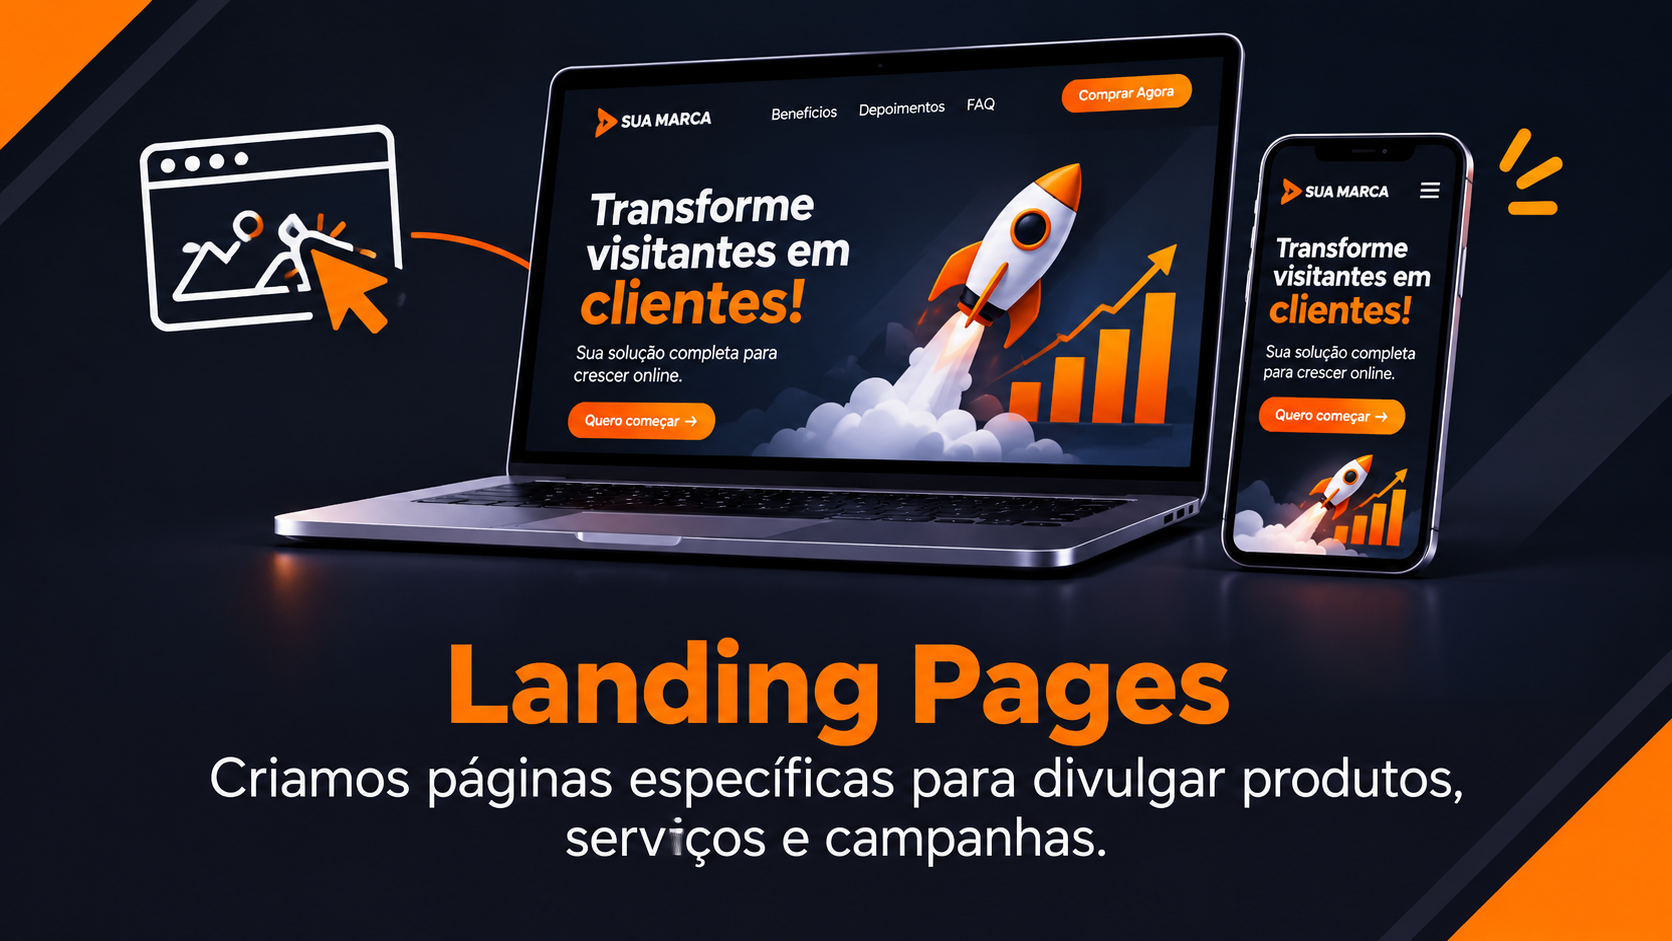 SUA MARCA
Benefícios
Depoimentos
FAQ
Comprar Agora
Transforme
visitantes em
clientes!
Sua solução completa para
crescer online.
Quero começar →
SUA MARCA
Transforme
visitantes em
clientes!
Sua solução completa
para crescer online.
Quero começar →
Landing Pages
Criamos páginas específicas para divulgar produtos,
serviços e campanhas.